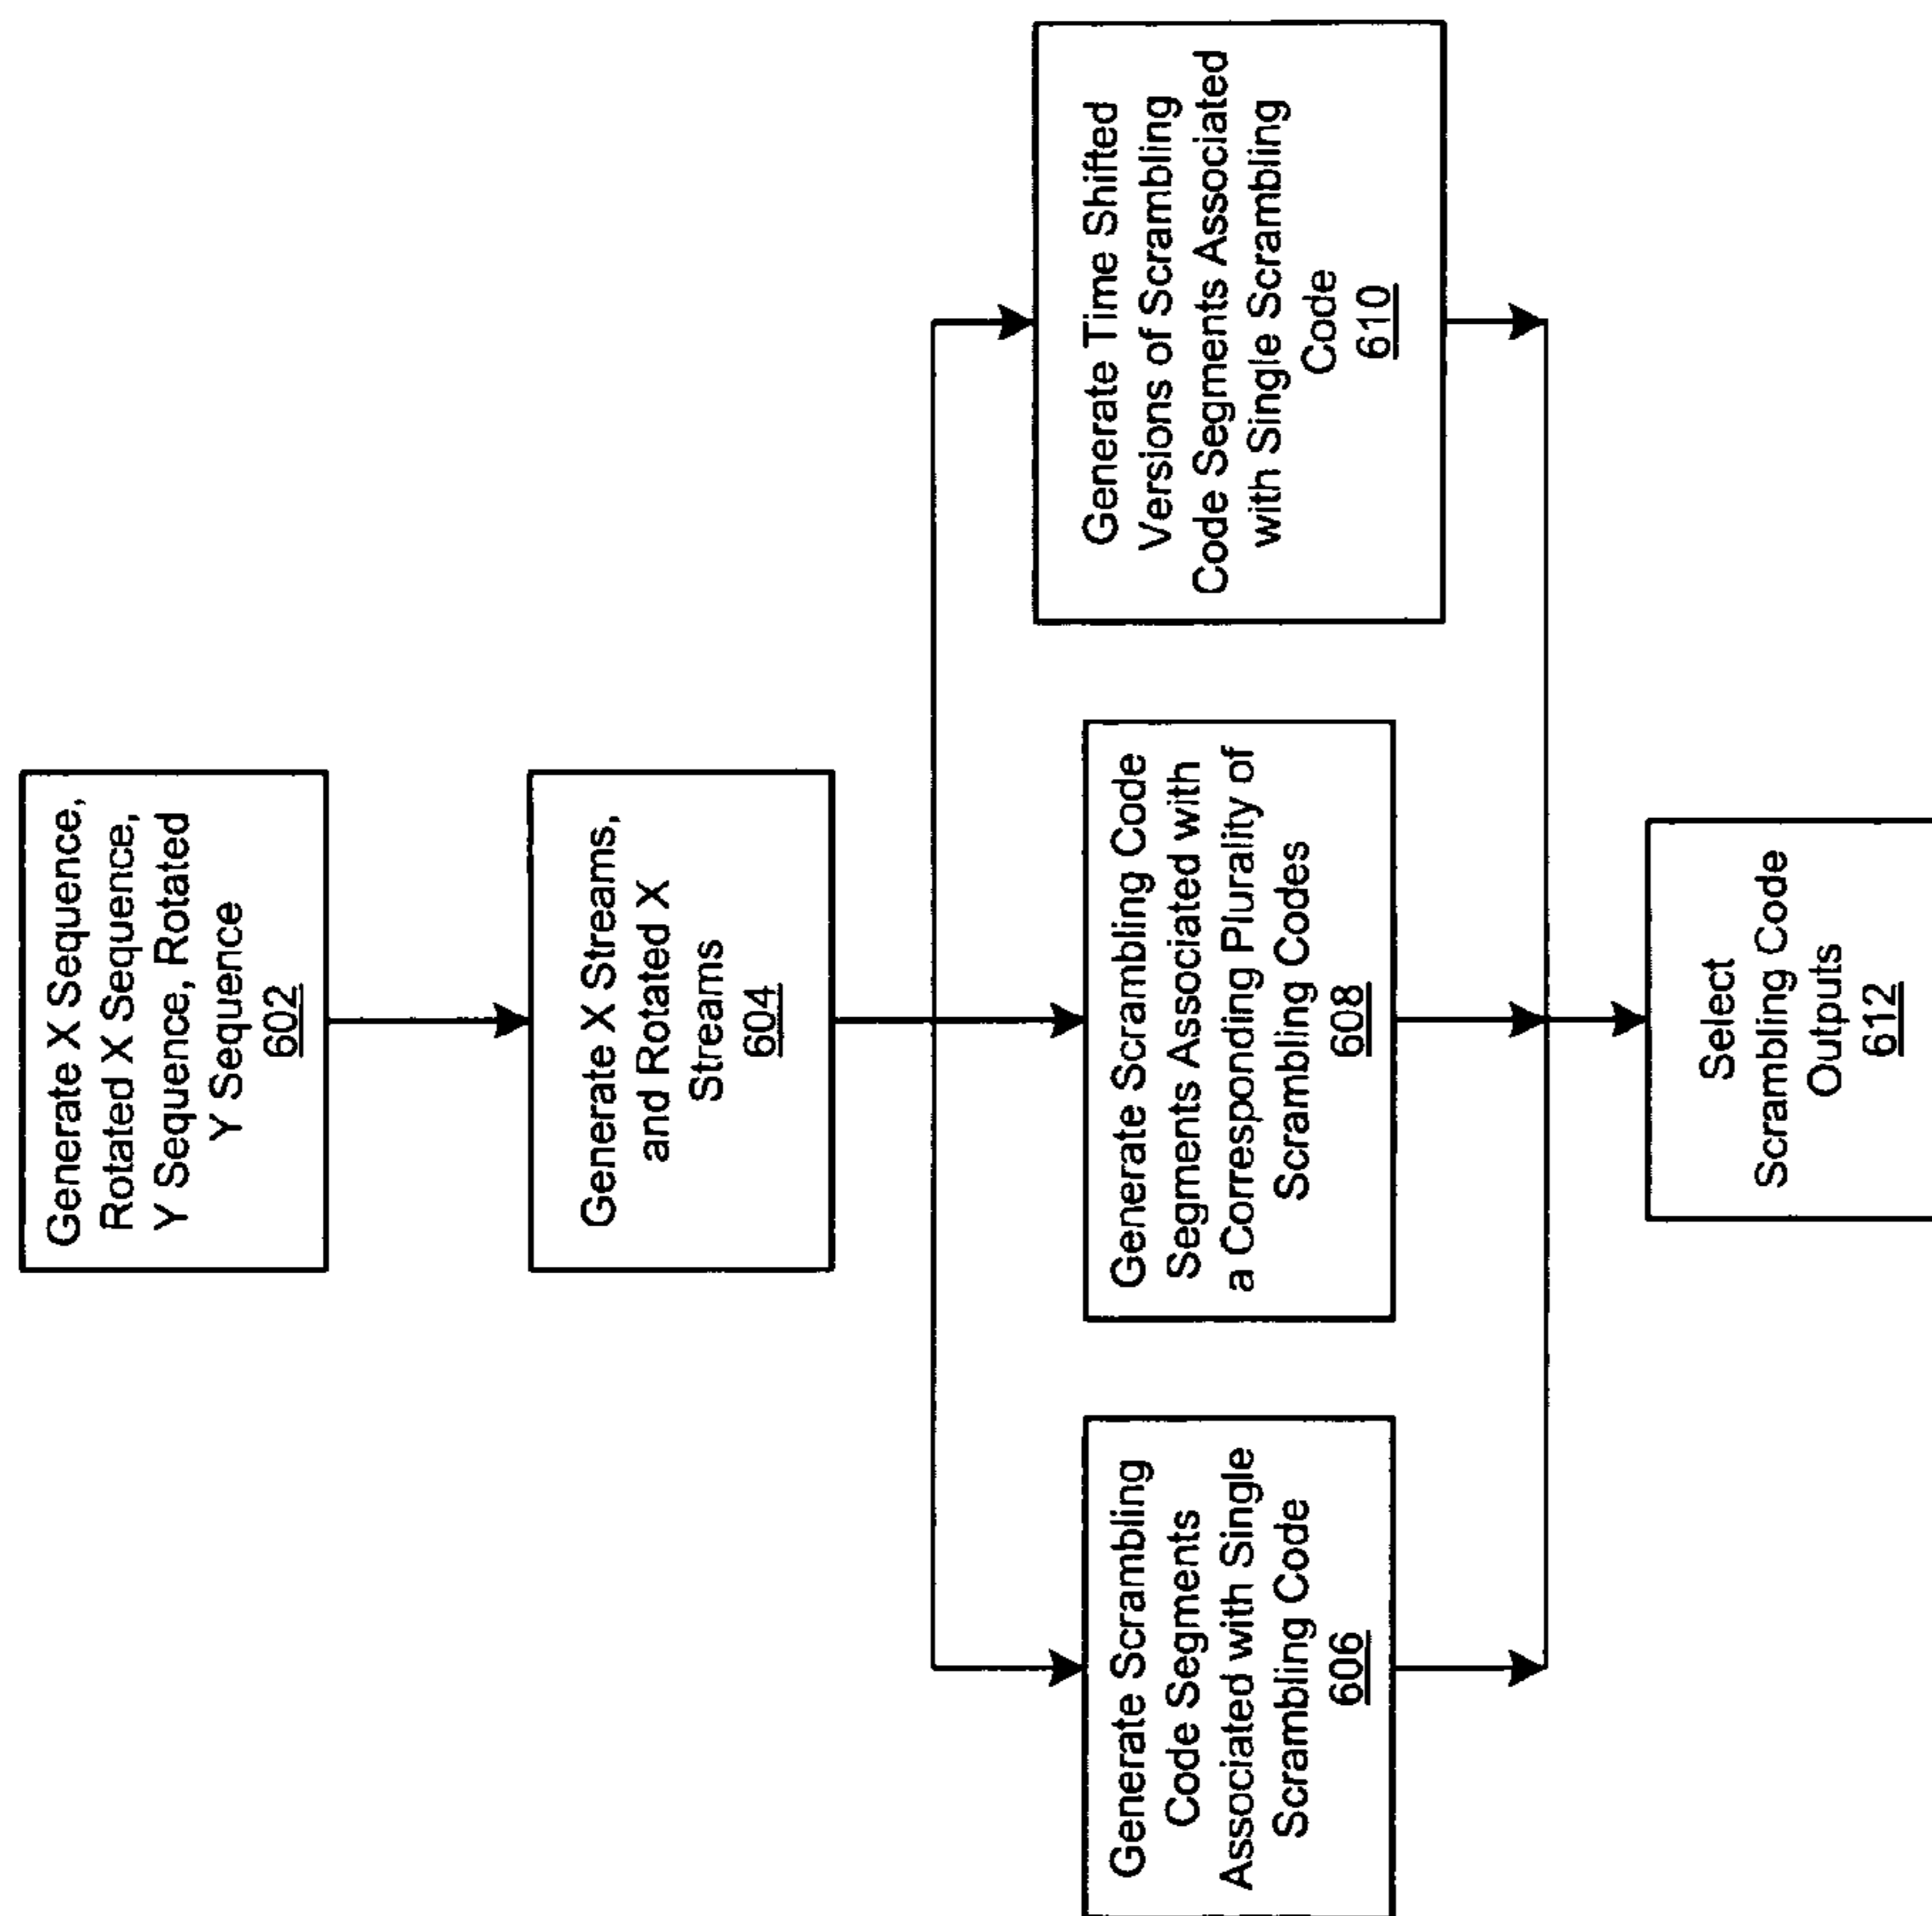 Generate X Sequence,
Rotated X Sequence,
Y Sequence, Rotated
Y Sequence
602
Generate X Streams,
and Rotated X
Streams
604
Generate Scrambling
Code Segments
Associated with Single
Scrambling Code
606
Generate Scrambling Code
Segments Associated with
a Corresponding Plurality of
Scrambling Codes
608
Generate Time Shifted
Versions of Scrambling
Code Segments Associated
with Single Scrambling
Code
610
Select
Scrambling Code
Outputs
612